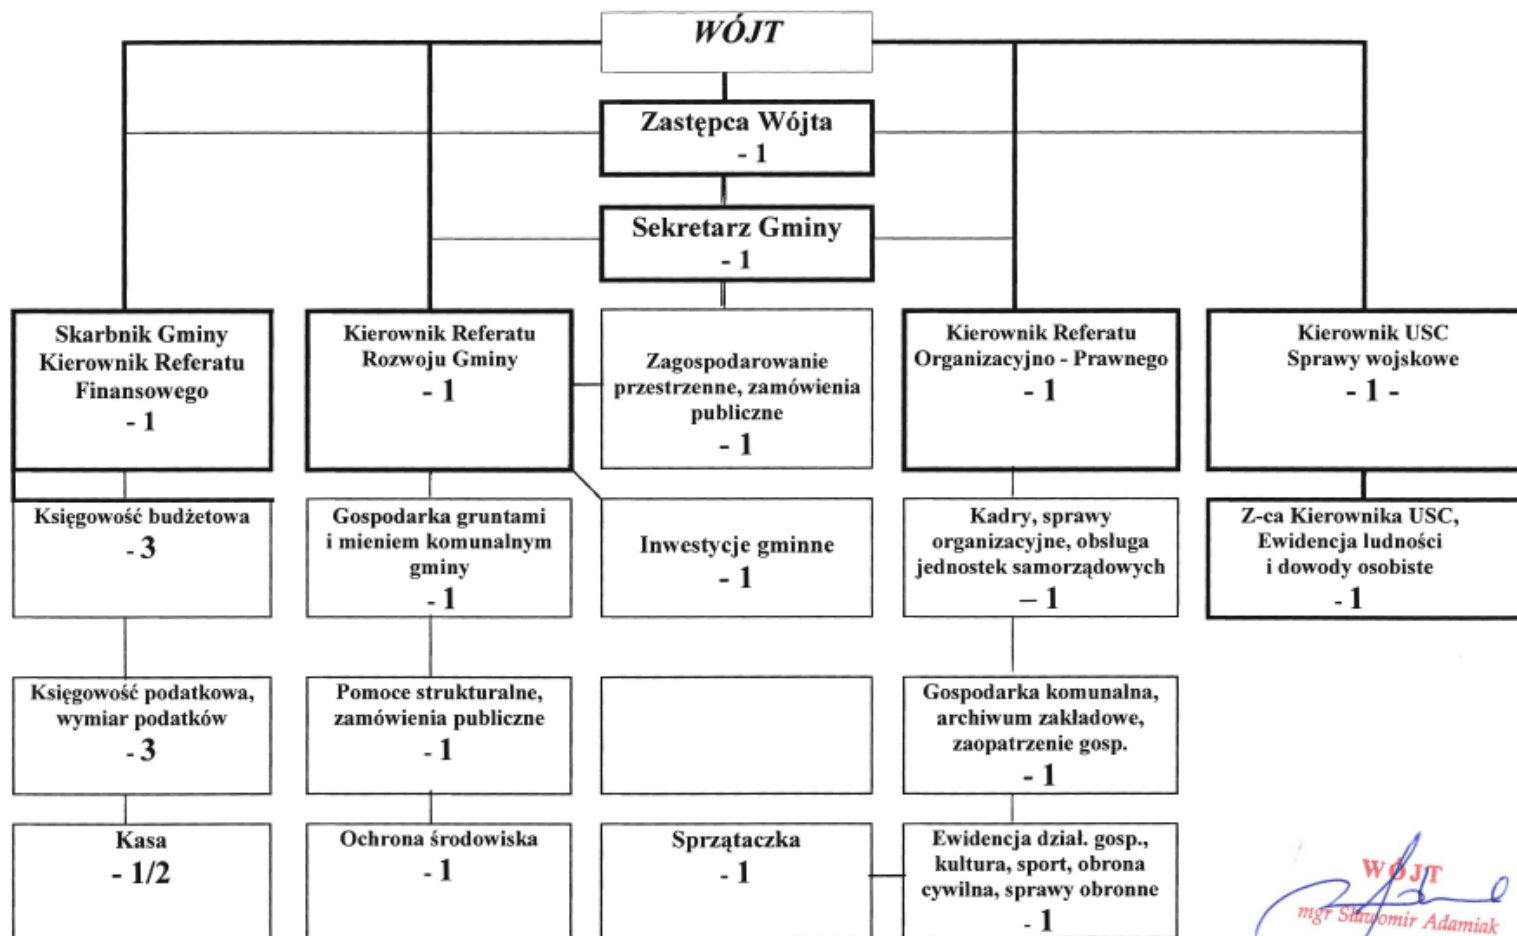 WÓJT
Zastępca Wójta
- 1
Sekretarz Gminy
- 1
Skarbnik Gminy
Kierownik Referatu
Finansowego
- 1
Kierownik Referatu
Rozwoju Gminy
- 1
Zagospodarowanie
przestrzenne, zamówienia
publiczne
- 1
Kierownik Referatu
Organizacyjno - Prawnego
- 1
Kierownik USC
Sprawy wojskowe
- 1 -
Księgowość budżetowa
- 3
Gospodarka gruntami
i mieniem komunalnym
gminy
- 1
Inwestycje gminne
- 1
Kadry, sprawy
organizacyjne, obsługa
jednostek samorządowych
– 1
Z-ca Kierownika USC,
Ewidencja ludności
i dowody osobiste
- 1
Księgowość podatkowa,
wymiar podatków
- 3
Pomoce strukturalne,
zamówienia publiczne
- 1
Gospodarka komunalna,
archiwum zakładowe,
zaopatrzenie gosp.
- 1
Kasa
- 1/2
Ochrona środowiska
- 1
Sprzątaczka
- 1
Ewidencja dział. gosp.,
kultura, sport, obrona
cywilna, sprawy obronne
- 1
WÓJT
mgr Sławomir Adamiak